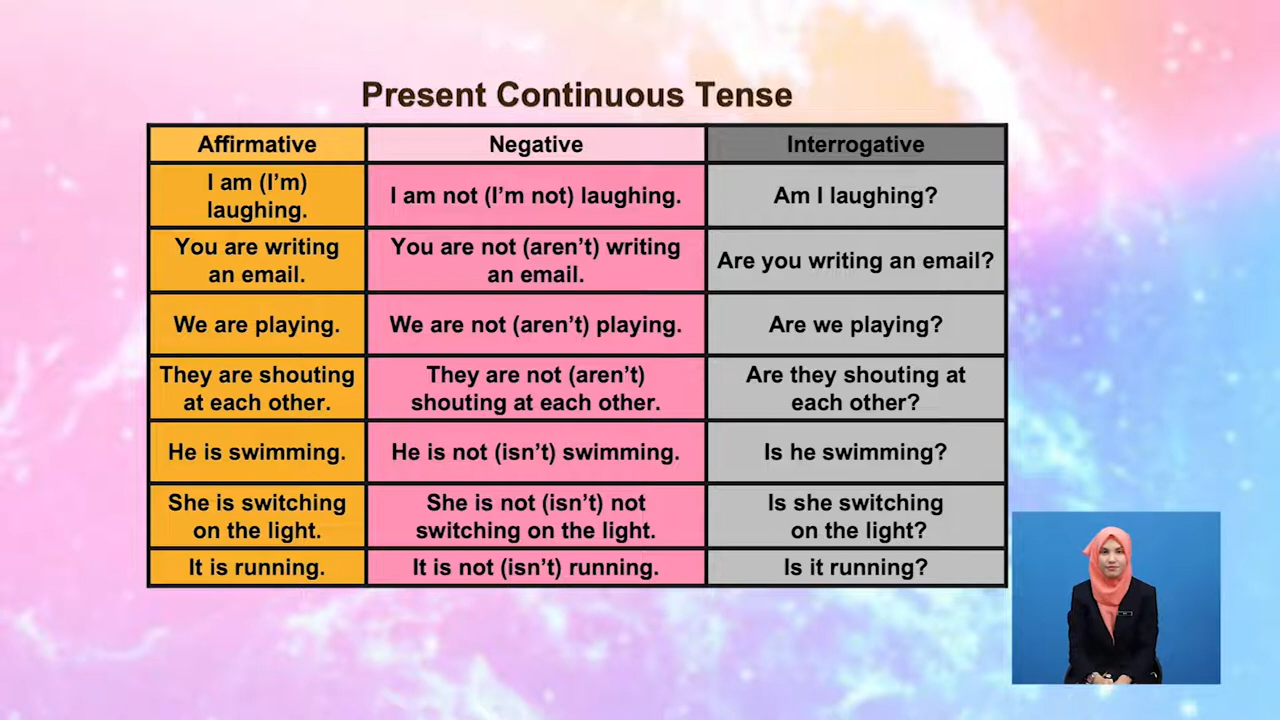 Present Continuous Tense
Affirmative
Negative
Interrogative
I am (I’m)
laughing.
I am not (I’m not) laughing.
Am I laughing?
You are writing
an email.
You are not (aren’t) writing
an email.
Are you writing an email?
We are playing.
We are not (aren’t) playing.
Are we playing?
They are shouting
at each other.
They are not (aren’t)
shouting at each other.
Are they shouting at
each other?
He is swimming.
He is not (isn’t) swimming.
Is he swimming?
She is switching
on the light.
She is not (isn’t) not
switching on the light.
Is she switching
on the light?
It is running.
It is not (isn’t) running.
Is it running?